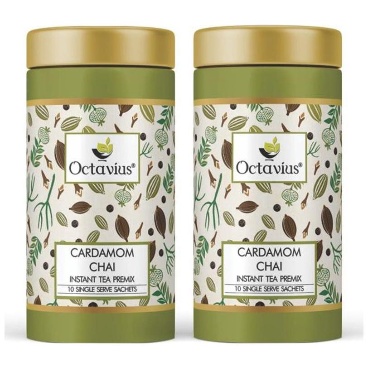 Octavius®
CARDAMOM
CHAI
INSTANT TEA PREMIX
10 SINGLE SERVE SACHETS
Octavius®
CARDAMOM
CHAI
INSTANT TEA PREMIX
10 SINGLE SERVE SACHETS